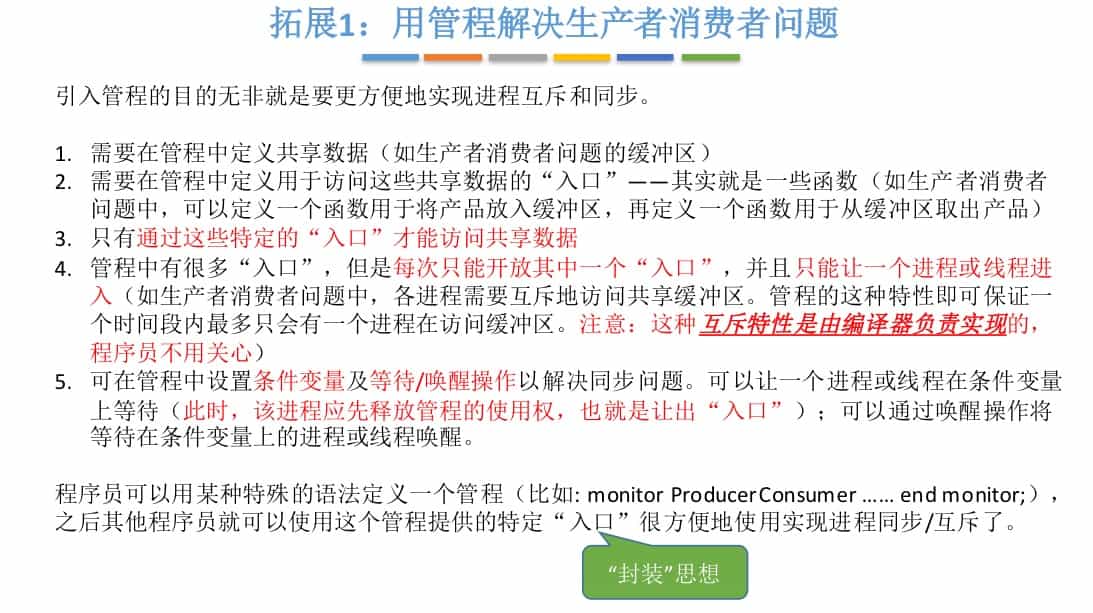 拓展1：用管程解决生产者消费者问题
引入管程的目的无非就是要更方便地实现进程互斥和同步。
1. 需要在管程中定义共享数据（如生产者消费者问题的缓冲区）
2. 需要在管程中定义用于访问这些共享数据的“入口”——其实就是一些函数（如生产者消费者
问题中，可以定义一个函数用于将产品放入缓冲区，再定义一个函数用于从缓冲区取出产品）
3. 只有通过这些特定的“入口”才能访问共享数据
4. 管程中有很多“入口”，但是每次只能开放其中一个“入口”，并且只能让一个进程或线程进
入（如生产者消费者问题中，各进程需要互斥地访问共享缓冲区。管程的这种特性即可保证一
个时间段内最多只会有一个进程在访问缓冲区。注意：这种互斥特性是由编译器负责实现的，
程序员不用关心）
5. 可在管程中设置条件变量及等待/唤醒操作以解决同步问题。可以让一个进程或线程在条件变量
上等待（此时，该进程应先释放管程的使用权，也就是让出“入口”）；可以通过唤醒操作将
等待在条件变量上的进程或线程唤醒。
程序员可以用某种特殊的语法定义一个管程（比如: monitor ProducerConsumer …… end monitor;），
之后其他程序员就可以使用这个管程提供的特定“入口”很方便地使用实现进程同步/互斥了。
“封装”思想